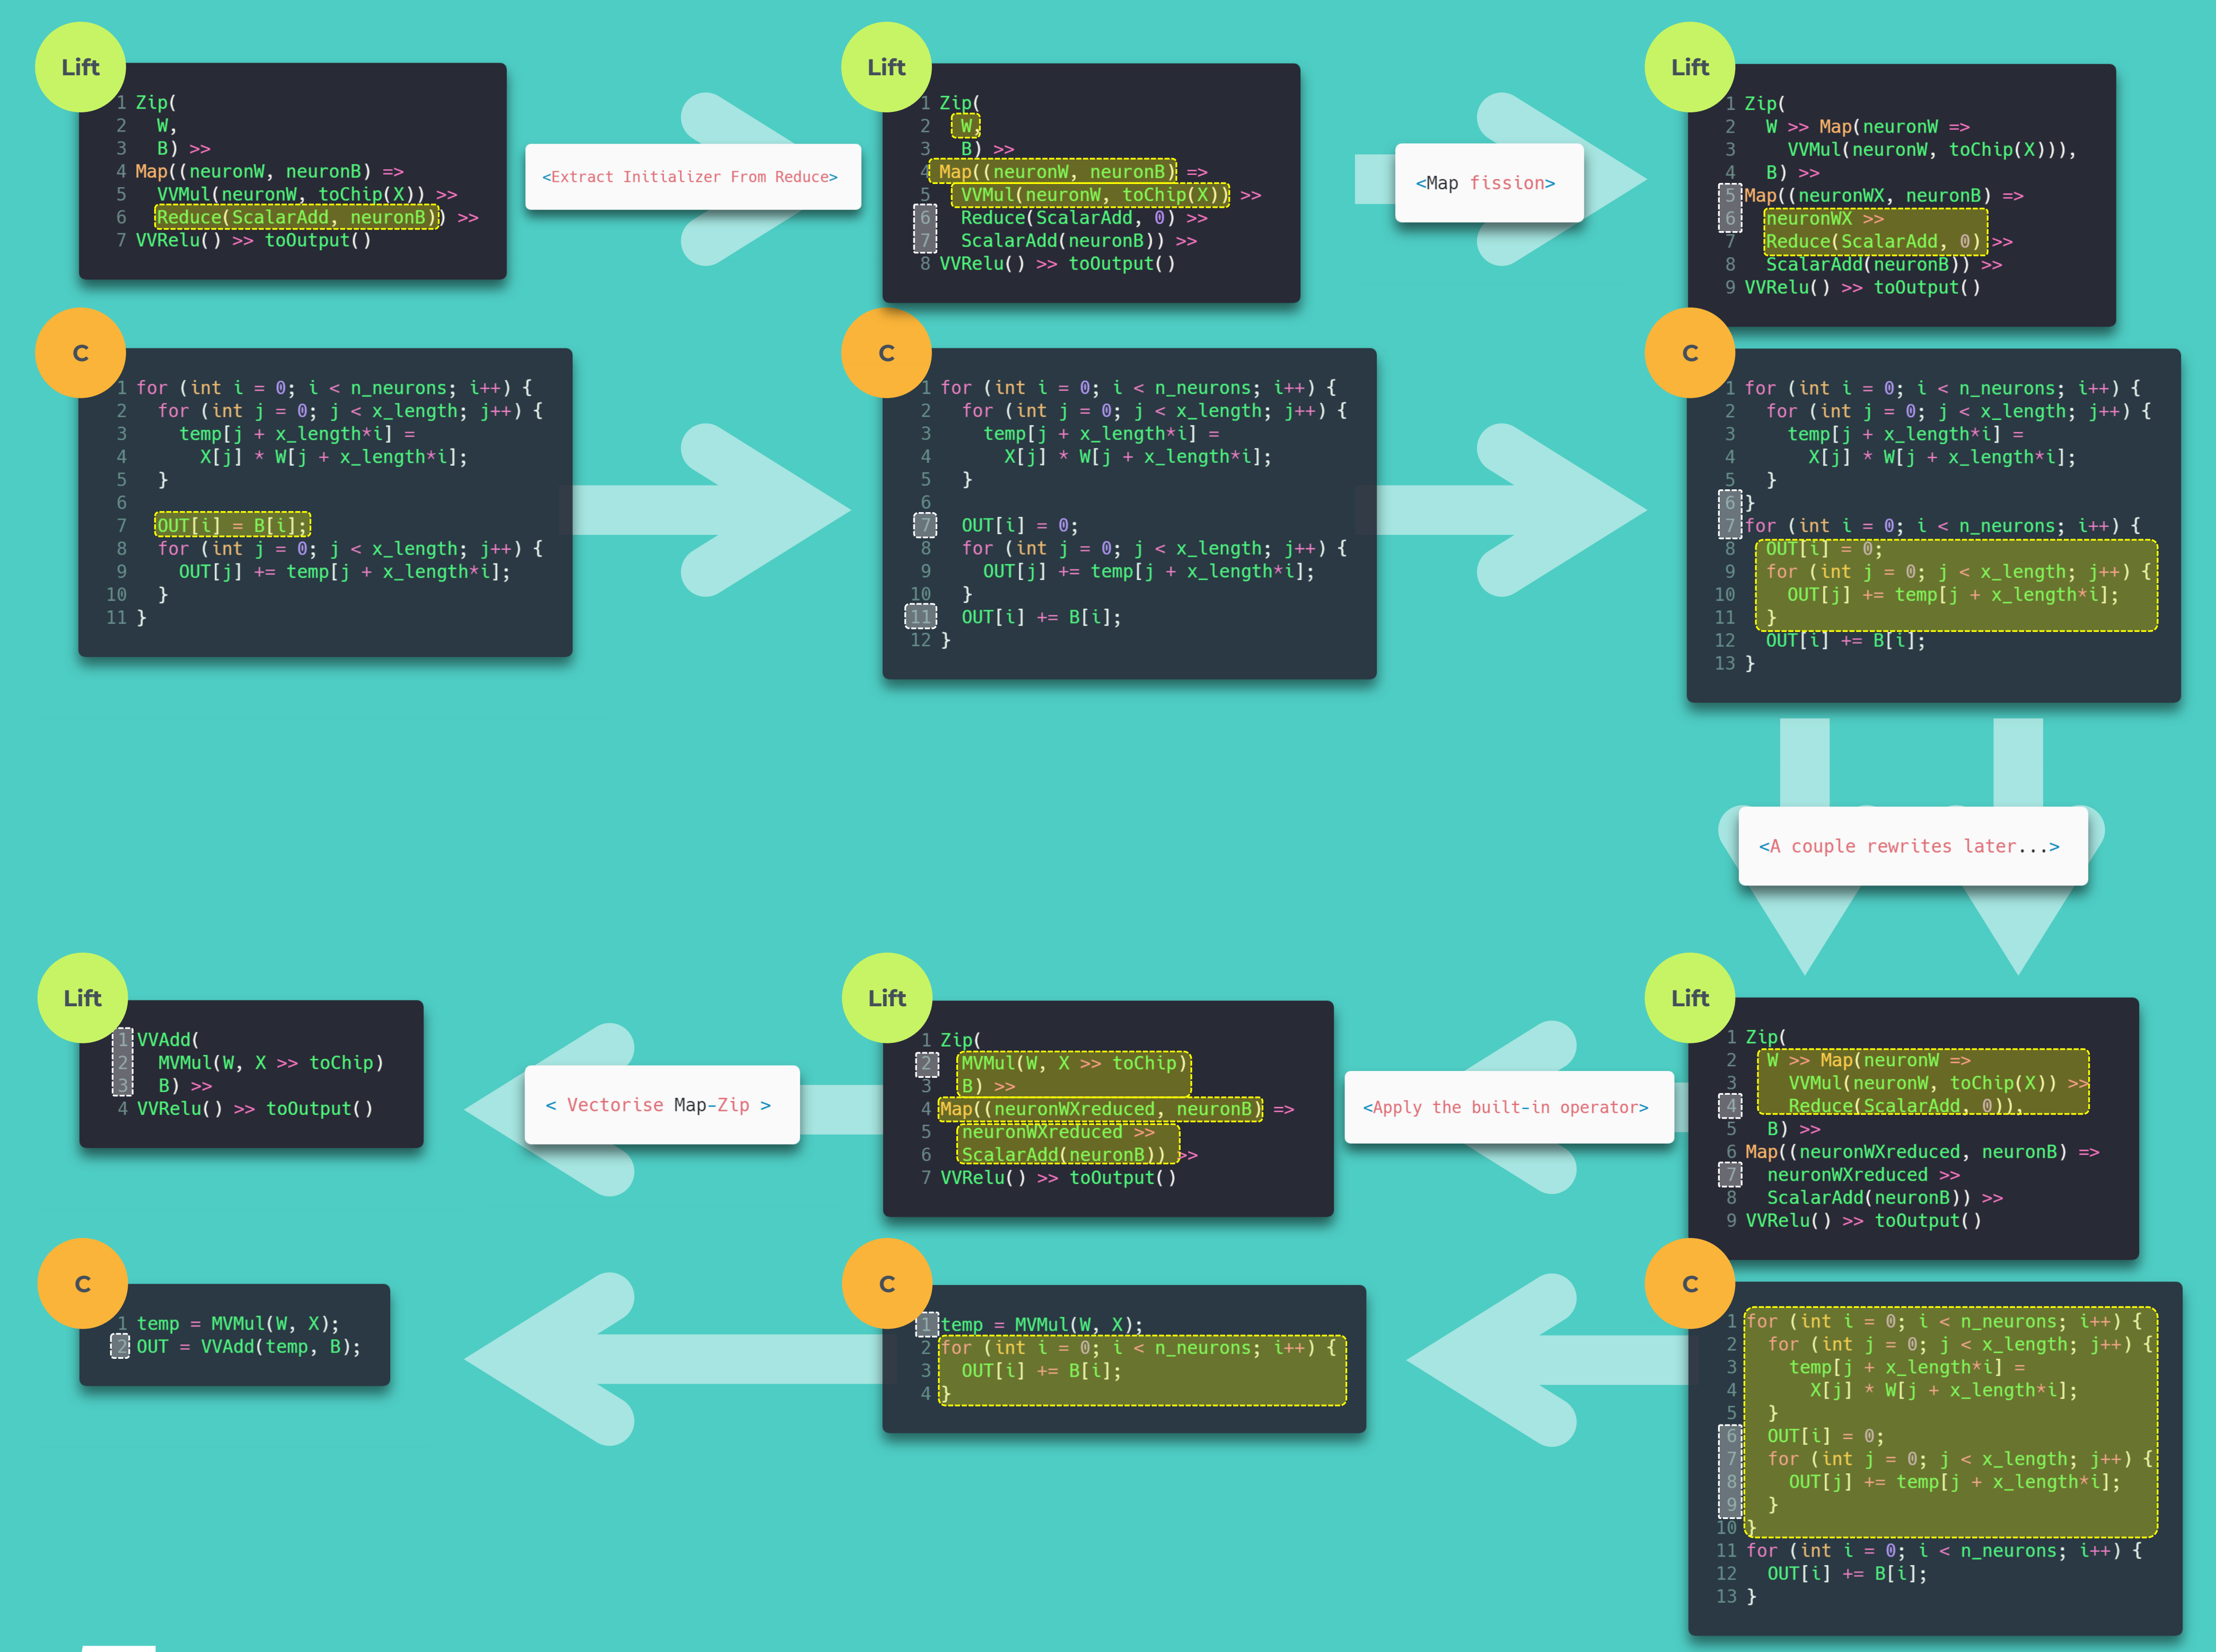 Lift
1 Zip(
2   W,
3   B) >>
4 Map((neuronW, neuronB) =>
5   VVMul(neuronW, toChip(X)) >>
6   Reduce(ScalarAdd, neuronB)) >>
7 VVRelu() >> toOutput()
<Extract Initializer From Reduce>
Lift
1 Zip(
2   W,
3   B) >>
4 Map((neuronW, neuronB) =>
5   VVMul(neuronW, toChip(X)) >>
6   Reduce(ScalarAdd, 0) >>
7   ScalarAdd(neuronB)) >>
8 VVRelu() >> toOutput()
<Map fission>
Lift
1 Zip(
2   W >> Map(neuronW =>
3     VVMul(neuronW, toChip(X))),
4   B) >>
5 Map((neuronWX, neuronB) =>
6   neuronWX >>
7   Reduce(ScalarAdd, 0) >>
8   ScalarAdd(neuronB)) >>
9 VVRelu() >> toOutput()
C
1 for (int i = 0; i < n_neurons; i++) {
2   for (int j = 0; j < x_length; j++) {
3     temp[j + x_length*i] =
4       X[j] * W[j + x_length*i];
5   }
6
7   OUT[i] = B[i];
8   for (int j = 0; j < x_length; j++) {
9     OUT[j] += temp[j + x_length*i];
10   }
11 }
C
1 for (int i = 0; i < n_neurons; i++) {
2   for (int j = 0; j < x_length; j++) {
3     temp[j + x_length*i] =
4       X[j] * W[j + x_length*i];
5   }
6
7   OUT[i] = 0;
8   for (int j = 0; j < x_length; j++) {
9     OUT[j] += temp[j + x_length*i];
10   }
11   OUT[i] += B[i];
12 }
C
1 for (int i = 0; i < n_neurons; i++) {
2   for (int j = 0; j < x_length; j++) {
3     temp[j + x_length*i] =
4       X[j] * W[j + x_length*i];
5   }
6 }
7 for (int i = 0; i < n_neurons; i++) {
8   OUT[i] = 0;
9   for (int j = 0; j < x_length; j++) {
10     OUT[j] += temp[j + x_length*i];
11   }
12   OUT[i] += B[i];
13 }
<A couple rewrites later...>
Lift
1 VVAdd(
2   MVMul(W, X >> toChip)
3   B) >>
4 VVRelu() >> toOutput()
< Vectorise Map-Zip >
Lift
1 Zip(
2   MVMul(W, X >> toChip)
3   B) >>
4 Map((neuronWXreduced, neuronB) =>
5   neuronWXreduced >>
6   ScalarAdd(neuronB)) >>
7 VVRelu() >> toOutput()
<Apply the built-in operator>
Lift
1 Zip(
2   W >> Map(neuronW =>
3     VVMul(neuronW, toChip(X)) >>
4     Reduce(ScalarAdd, 0)),
5   B) >>
6 Map((neuronWXreduced, neuronB) =>
7   neuronWXreduced >>
8   ScalarAdd(neuronB)) >>
9 VVRelu() >> toOutput()
C
1 temp = MVMul(W, X);
2 OUT = VVAdd(temp, B);
C
1 temp = MVMul(W, X);
2 for (int i = 0; i < n_neurons; i++) {
3   OUT[i] += B[i];
4 }
C
1 for (int i = 0; i < n_neurons; i++) {
2   for (int j = 0; j < x_length; j++) {
3     temp[j + x_length*i] =
4       X[j] * W[j + x_length*i];
5   }
6   OUT[i] = 0;
7   for (int j = 0; j < x_length; j++) {
8     OUT[j] += temp[j + x_length*i];
9   }
10 }
11 for (int i = 0; i < n_neurons; i++) {
12   OUT[i] += B[i];
13 }